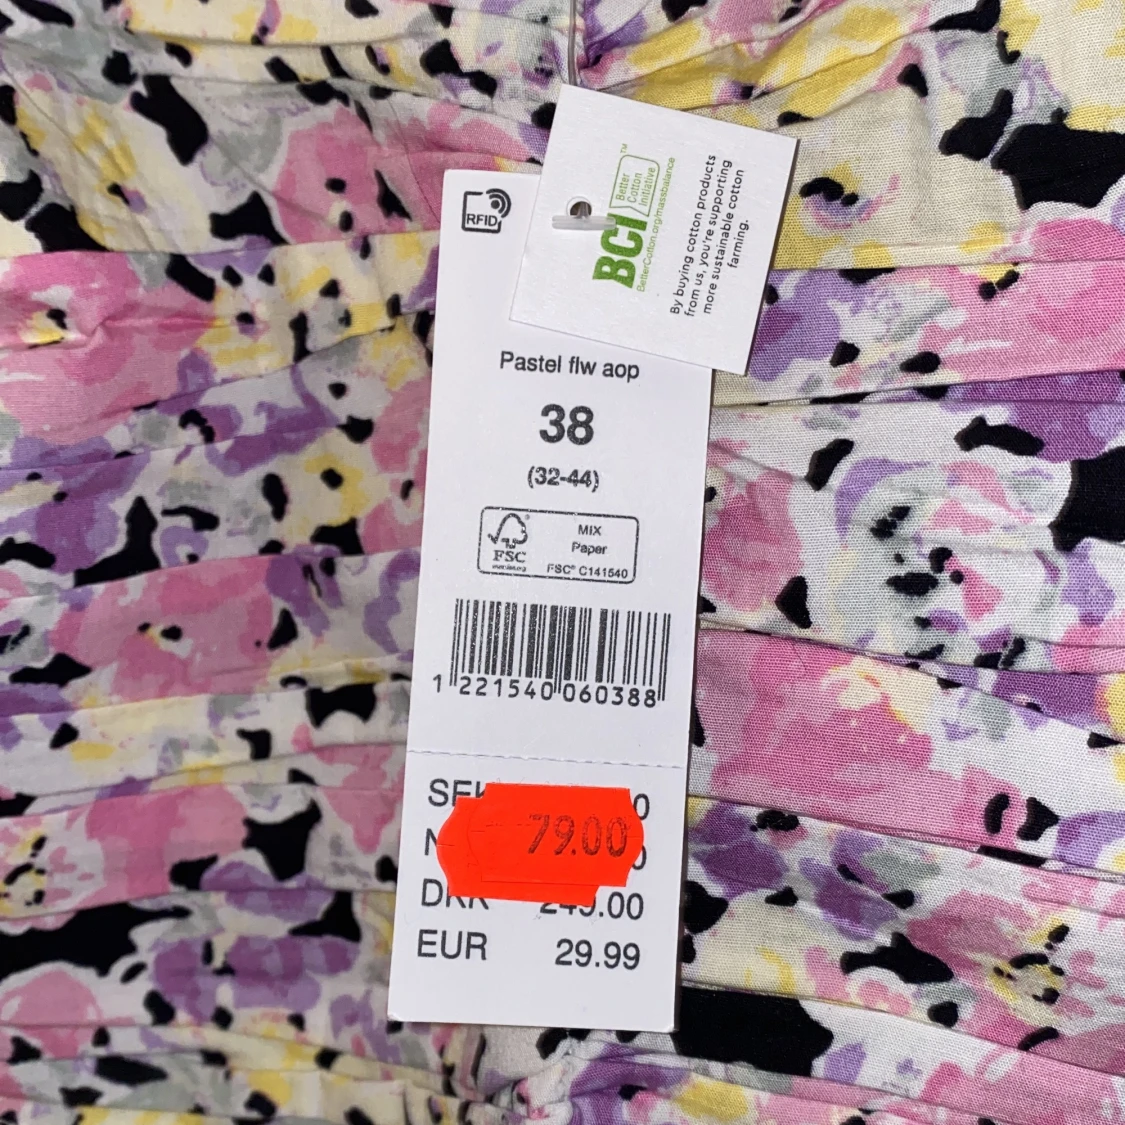 RFID
BCI
Better
Cotton
Initiative
TM
BetterCotton.org/massbalance
By buying cotton products
from us, you're supporting
more sustainable cotton
farming.
Pastel flw aop
38
(32-44)
FSC
MIX
Paper
FSC® C141540
1 221540 060388
79.00
EUR 29.99